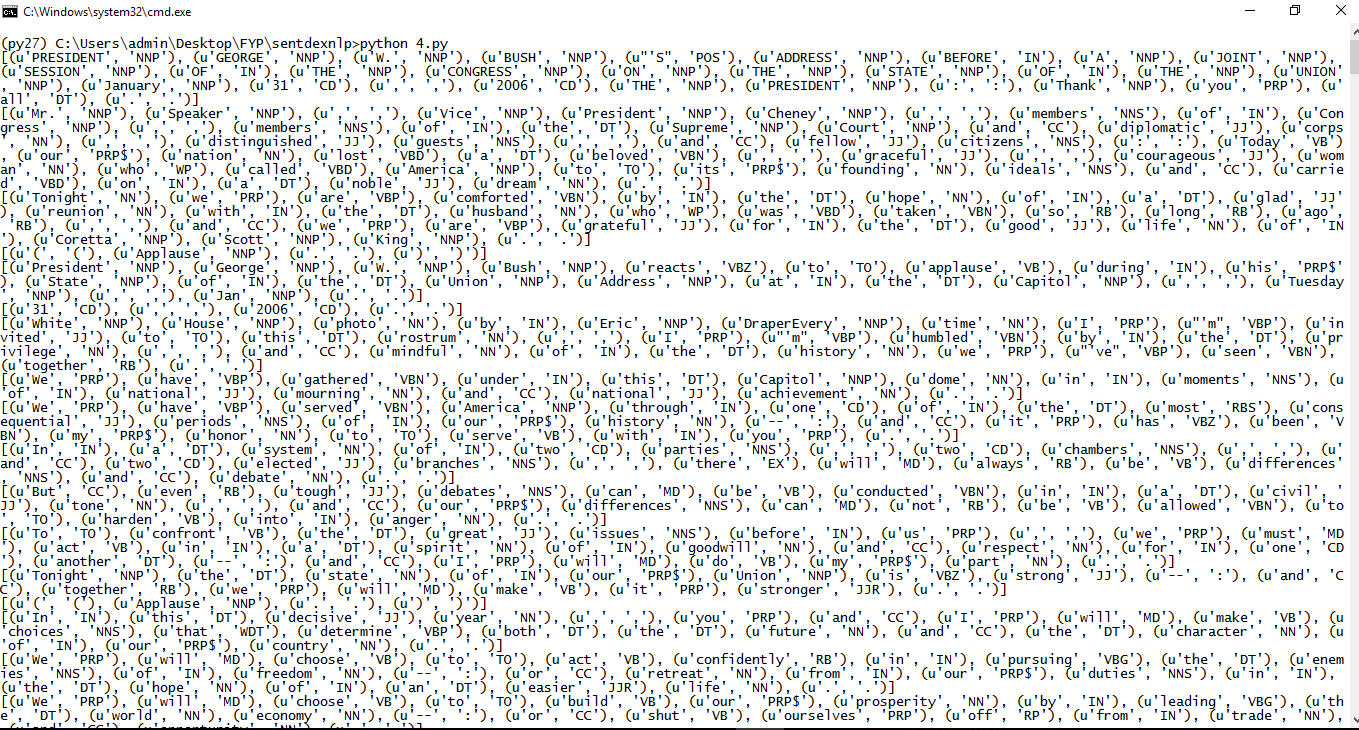 C:\Windows\system32\cmd.exe
(py27) C:\Users\admin\Desktop\FYP\sentdexnlp>python 4.py
[(u'PRESIDENT', 'NNP'), (u'GEORGE', 'NNP'), (u'W.', 'NNP'), (u'BUSH', 'NNP'), (u"'S", 'POS'), (u'ADDRESS', 'NNP'), (u'BEFORE', 'IN'), (u'A', 'NNP'), (u'JOINT', 'NNP'),
(u'SESSION', 'NNP'), (u'OF', 'IN'), (u'THE', 'NNP'), (u'CONGRESS', 'NNP'), (u'ON', 'NNP'), (u'THE', 'NNP'), (u'STATE', 'NNP'), (u'OF', 'IN'), (u'THE', 'NNP'), (u'UNION'
, 'NNP'), (u'January', 'NNP'), (u'31', 'CD'), (u',', ','), (u'2006', 'CD'), (u'THE', 'NNP'), (u'PRESIDENT', 'NNP'), (u':', ':'), (u'Thank', 'NNP'), (u'you', 'PRP'), (u'
all', 'DT'), (u'.', '.')]
[(u'Mr.', 'NNP'), (u'Speaker', 'NNP'), (u',', ','), (u'Vice', 'NNP'), (u'President', 'NNP'), (u'Cheney', 'NNP'), (u',', ','), (u'members', 'NNS'), (u'of', 'IN'), (u'Con
gress', 'NNP'), (u',', ','), (u'members', 'NNS'), (u'of', 'IN'), (u'the', 'DT'), (u'Supreme', 'NNP'), (u'Court', 'NNP'), (u'and', 'CC'), (u'diplomatic', 'JJ'), (u'corps
', 'NN'), (u',', ','), (u'distinguished', 'JJ'), (u'guests', 'NNS'), (u',', ','), (u'and', 'CC'), (u'fellow', 'JJ'), (u'citizens', 'NNS'), (u':', ':'), (u'Today', 'VB')
, (u'our', 'PRP$'), (u'nation', 'NN'), (u'lost', 'VBD'), (u'a', 'DT'), (u'beloved', 'VBN'), (u',', ','), (u'graceful', 'JJ'), (u',', ','), (u'courageous', 'JJ'), (u'wom
an', 'NN'), (u'who', 'WP'), (u'called', 'VBD'), (u'America', 'NNP'), (u'to', 'TO'), (u'its', 'PRP$'), (u'founding', 'NN'), (u'ideals', 'NNS'), (u'and', 'CC'), (u'carrie
d', 'VBD'), (u'on', 'IN'), (u'a', 'DT'), (u'noble', 'JJ'), (u'dream', 'NN'), (u'.', '.')]
[(u'Tonight', 'NN'), (u'we', 'PRP'), (u'are', 'VBP'), (u'comforted', 'VBN'), (u'by', 'IN'), (u'the', 'DT'), (u'hope', 'NN'), (u'of', 'IN'), (u'a', 'DT'), (u'glad', 'JJ'
), (u'reunion', 'NN'), (u'with', 'IN'), (u'the', 'DT'), (u'husband', 'NN'), (u'who', 'WP'), (u'was', 'VBD'), (u'taken', 'VBN'), (u'so', 'RB'), (u'long', 'RB'), (u'ago',
'RB'), (u',', ','), (u'and', 'CC'), (u'we', 'PRP'), (u'are', 'VBP'), (u'grateful', 'JJ'), (u'for', 'IN'), (u'the', 'DT'), (u'good', 'JJ'), (u'life', 'NN'), (u'of', 'IN
'), (u'Coretta', 'NNP'), (u'Scott', 'NNP'), (u'King', 'NNP'), (u'.', '.')]
[(u'(', '('), (u'Applause', 'NNP'), (u'.', '.'), (u')', ')')]
[(u'President', 'NNP'), (u'George', 'NNP'), (u'W.', 'NNP'), (u'Bush', 'NNP'), (u'reacts', 'VBZ'), (u'to', 'TO'), (u'applause', 'VB'), (u'during', 'IN'), (u'his', 'PRP$'
), (u'State', 'NNP'), (u'of', 'IN'), (u'the', 'DT'), (u'Union', 'NNP'), (u'Address', 'NNP'), (u'at', 'IN'), (u'the', 'DT'), (u'Capitol', 'NNP'), (u',', ','), (u'Tuesday
', 'NNP'), (u',', ','), (u'Jan', 'NNP'), (u'.', '.')]
[(u'31', 'CD'), (u',', ','), (u'2006', 'CD'), (u'.', '.')]
[(u'White', 'NNP'), (u'House', 'NNP'), (u'photo', 'NN'), (u'by', 'IN'), (u'Eric', 'NNP'), (u'DraperEvery', 'NNP'), (u'time', 'NN'), (u'I', 'PRP'), (u"'m", 'VBP'), (u'in
vited', 'JJ'), (u'to', 'TO'), (u'this', 'DT'), (u'rostrum', 'NN'), (u',', ','), (u'I', 'PRP'), (u"'m", 'VBP'), (u'humbled', 'VBN'), (u'by', 'IN'), (u'the', 'DT'), (u'pr
ivilege', 'NN'), (u',', ','), (u'and', 'CC'), (u'mindful', 'NN'), (u'of', 'IN'), (u'the', 'DT'), (u'history', 'NN'), (u'we', 'PRP'), (u"'ve", 'VBP'), (u'seen', 'VBN'),
(u'together', 'RB'), (u'.', '.')]
[(u'We', 'PRP'), (u'have', 'VBP'), (u'gathered', 'VBN'), (u'under', 'IN'), (u'this', 'DT'), (u'Capitol', 'NNP'), (u'dome', 'NN'), (u'in', 'IN'), (u'moments', 'NNS'), (u
'of', 'IN'), (u'national', 'JJ'), (u'mourning', 'NN'), (u'and', 'CC'), (u'national', 'JJ'), (u'achievement', 'NN'), (u'.', '.')]
[(u'We', 'PRP'), (u'have', 'VBP'), (u'served', 'VBN'), (u'America', 'NNP'), (u'through', 'IN'), (u'one', 'CD'), (u'of', 'IN'), (u'the', 'DT'), (u'most', 'RBS'), (u'cons
equential', 'JJ'), (u'periods', 'NNS'), (u'of', 'IN'), (u'our', 'PRP$'), (u'history', 'NN'), (u'--', ':'), (u'and', 'CC'), (u'it', 'PRP'), (u'has', 'VBZ'), (u'been', 'V
BN'), (u'my', 'PRP$'), (u'honor', 'NN'), (u'to', 'TO'), (u'serve', 'VB'), (u'with', 'IN'), (u'you', 'PRP'), (u'.', '.')]
[(u'In', 'IN'), (u'a', 'DT'), (u'system', 'NN'), (u'of', 'IN'), (u'two', 'CD'), (u'parties', 'NNS'), (u',', ','), (u'two', 'CD'), (u'chambers', 'NNS'), (u',', ','), (u'
and', 'CC'), (u'two', 'CD'), (u'elected', 'JJ'), (u'branches', 'NNS'), (u',', ','), (u'there', 'EX'), (u'will', 'MD'), (u'always', 'RB'), (u'be', 'VB'), (u'differences'
, 'NNS'), (u'and', 'CC'), (u'debate', 'NN'), (u'.', '.')]
[(u'But', 'CC'), (u'even', 'RB'), (u'tough', 'JJ'), (u'debates', 'NNS'), (u'can', 'MD'), (u'be', 'VB'), (u'conducted', 'VBN'), (u'in', 'IN'), (u'a', 'DT'), (u'civil', '
JJ'), (u'tone', 'NN'), (u',', ','), (u'and', 'CC'), (u'our', 'PRP$'), (u'differences', 'NNS'), (u'can', 'MD'), (u'not', 'RB'), (u'be', 'VB'), (u'allowed', 'VBN'), (u'to
', 'TO'), (u'harden', 'VB'), (u'into', 'IN'), (u'anger', 'NN'), (u'.', '.')]
[(u'To', 'TO'), (u'confront', 'VB'), (u'the', 'DT'), (u'great', 'JJ'), (u'issues', 'NNS'), (u'before', 'IN'), (u'us', 'PRP'), (u',', ','), (u'we', 'PRP'), (u'must', 'MD
'), (u'act', 'VB'), (u'in', 'IN'), (u'a', 'DT'), (u'spirit', 'NN'), (u'of', 'IN'), (u'goodwill', 'NN'), (u'and', 'CC'), (u'respect', 'NN'), (u'for', 'IN'), (u'one', 'CD
'), (u'another', 'DT'), (u'--', ':'), (u'and', 'CC'), (u'I', 'PRP'), (u'will', 'MD'), (u'do', 'VB'), (u'my', 'PRP$'), (u'part', 'NN'), (u'.', '.')]
[(u'Tonight', 'NNP'), (u'the', 'DT'), (u'state', 'NN'), (u'of', 'IN'), (u'our', 'PRP$'), (u'Union', 'NNP'), (u'is', 'VBZ'), (u'strong', 'JJ'), (u'--', ':'), (u'and', 'C
C'), (u'together', 'RB'), (u'we', 'PRP'), (u'will', 'MD'), (u'make', 'VB'), (u'it', 'PRP'), (u'stronger', 'JJR'), (u'.', '.')]
[(u'(', '('), (u'Applause', 'NNP'), (u'.', '.'), (u')', ')')]
[(u'In', 'IN'), (u'this', 'DT'), (u'decisive', 'JJ'), (u'year', 'NN'), (u',', ','), (u'you', 'PRP'), (u'and', 'CC'), (u'I', 'PRP'), (u'will', 'MD'), (u'make', 'VB'), (u
'choices', 'NNS'), (u'that', 'WDT'), (u'determine', 'VBP'), (u'both', 'DT'), (u'the', 'DT'), (u'future', 'NN'), (u'and', 'CC'), (u'the', 'DT'), (u'character', 'NN'), (u
'of', 'IN'), (u'our', 'PRP$'), (u'country', 'NN'), (u'.', '.')]
[(u'We', 'PRP'), (u'will', 'MD'), (u'choose', 'VB'), (u'to', 'TO'), (u'act', 'VB'), (u'confidently', 'RB'), (u'in', 'IN'), (u'pursuing', 'VBG'), (u'the', 'DT'), (u'enem
ies', 'NNS'), (u'of', 'IN'), (u'freedom', 'NN'), (u'--', ':'), (u'or', 'CC'), (u'retreat', 'NN'), (u'from', 'IN'), (u'our', 'PRP$'), (u'duties', 'NNS'), (u'in', 'IN'),
(u'the', 'DT'), (u'hope', 'NN'), (u'of', 'IN'), (u'an', 'DT'), (u'easier', 'JJR'), (u'life', 'NN'), (u'.', '.')]
[(u'We', 'PRP'), (u'will', 'MD'), (u'choose', 'VB'), (u'to', 'TO'), (u'build', 'VB'), (u'our', 'PRP$'), (u'prosperity', 'NN'), (u'by', 'IN'), (u'leading', 'VBG'), (u'th
e', 'DT'), (u'world', 'NN'), (u'economy', 'NN'), (u'--', ':'), (u'or', 'CC'), (u'shut', 'VB'), (u'ourselves', 'PRP'), (u'off', 'RP'), (u'from', 'IN'), (u'trade', 'NN'),